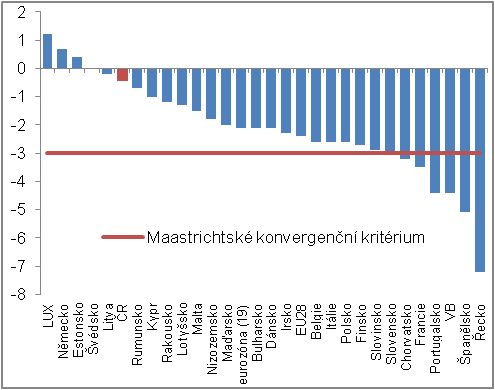 2
1
0
-1
-2
-3
-4
-5
-6
-7
-8
Maastrichtské konvergenční kritérium
LUX
Německo
Estonsko
Švédsko
Litva
ČR
Rumunsko
Kypr
Rakousko
Lotyšsko
Malta
Nizozemsko
Maďarsko
eurozóna (19)
Bulharsko
Dánsko
Irsko
EU28
Belgie
Itálie
Polsko
Finsko
Slovinsko
Slovensko
Chorvatsko
Francie
Portugalsko
VB
Španělsko
Řecko